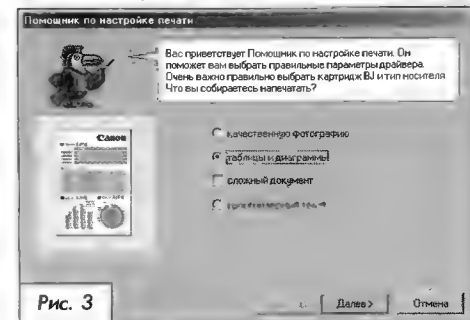 Помощник по настройке печати
Вас приветствует Помощник по настройке печати. Он
поможет вам выбрать правильные параметры драйвера.
Очень важно правильно выбрать картридж BJ и тип носителя.
Что вы собираетесь напечатать?
Canon
качественную фотографию
таблицы и диаграммы
сложный документ
Далее >
Отмена
Рис. 3